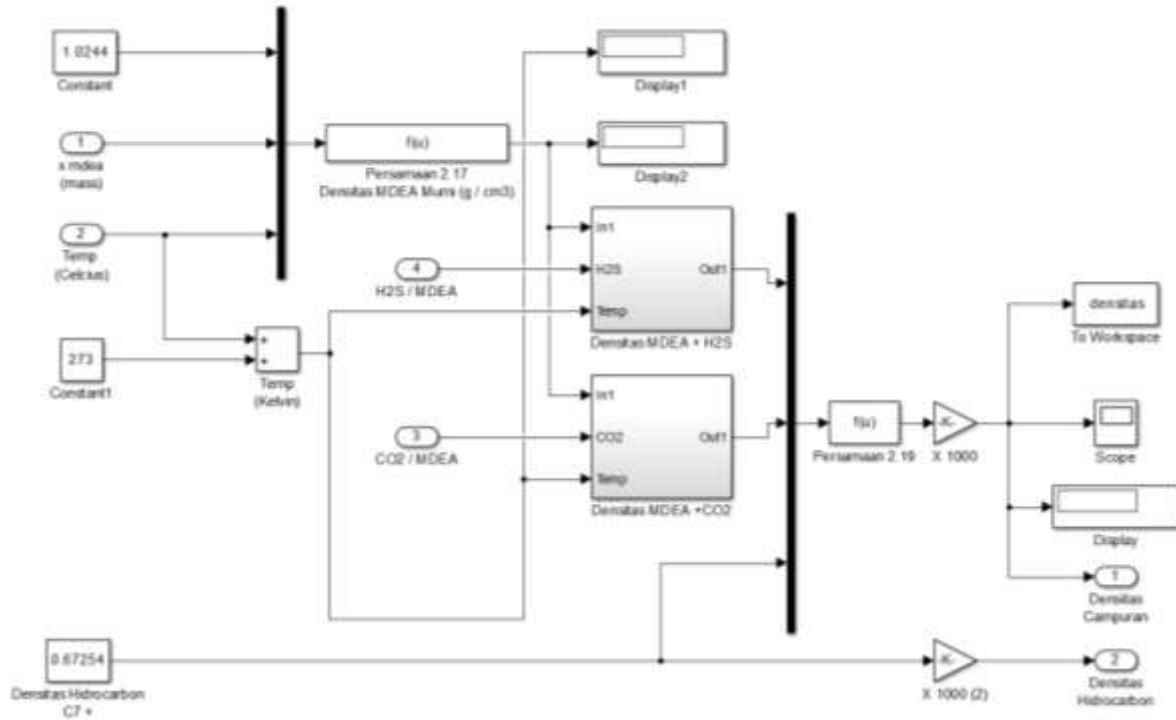 1.0244
Constant
1
x mdea
(mass)
2
Temp
(Celcius)
273
Constant1
+
+
Temp
(Kelvin)
f(u)
Persamaan 2.17
Densitas MDEA Murni (g / cm3)
Display1
Display2
4
H2S / MDEA
3
CO2 / MDEA
In1
H2S
Temp
Out1
Densitas MDEA + H2S
In1
CO2
Temp
Out1
Densitas MDEA +CO2
f(u)
Persamaan 2.19
-K-
X 1000
densitas
To Workspace
Scope
Display
1
Densitas
Campuran
0.67254
Densitas Hidrocarbon
C7 +
-K-
X 1000 (2)
2
Densitas
Hidrocarbon